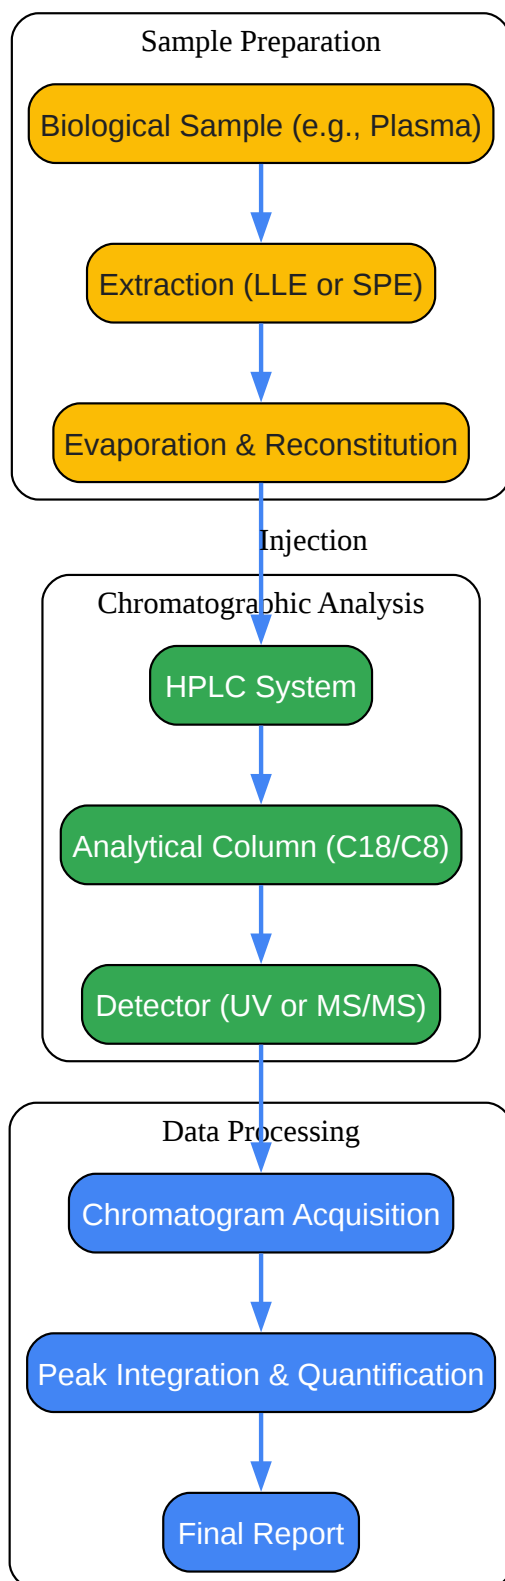 Sample Preparation
Biological Sample (e.g., Plasma)
Extraction (LLE or SPE)
Evaporation & Reconstitution
Injection
Chromatographic Analysis
HPLC System
Analytical Column (C18/C8)
Detector (UV or MS/MS)
Data Processing
Chromatogram Acquisition
Peak Integration & Quantification
Final Report